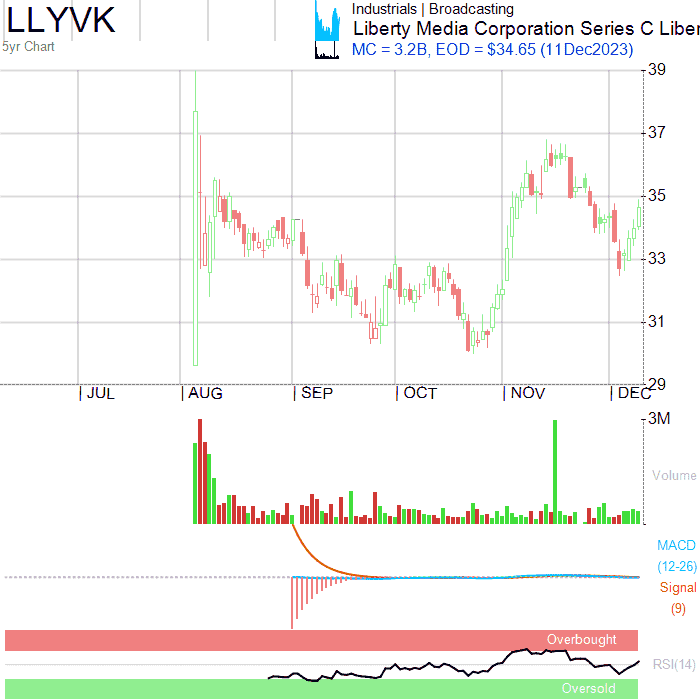 LLYVK
5yr Chart
Industrials | Broadcasting
Liberty Media Corporation Series C Liber
MC = 3.2B, EOD = $34.65 (11Dec2023)
39
37
35
33
31
29
JUL AUG SEP OCT NOV DEC
3M
Volume
MACD
(12-26)
Signal
(9)
Overbought
RSI(14)
Oversold